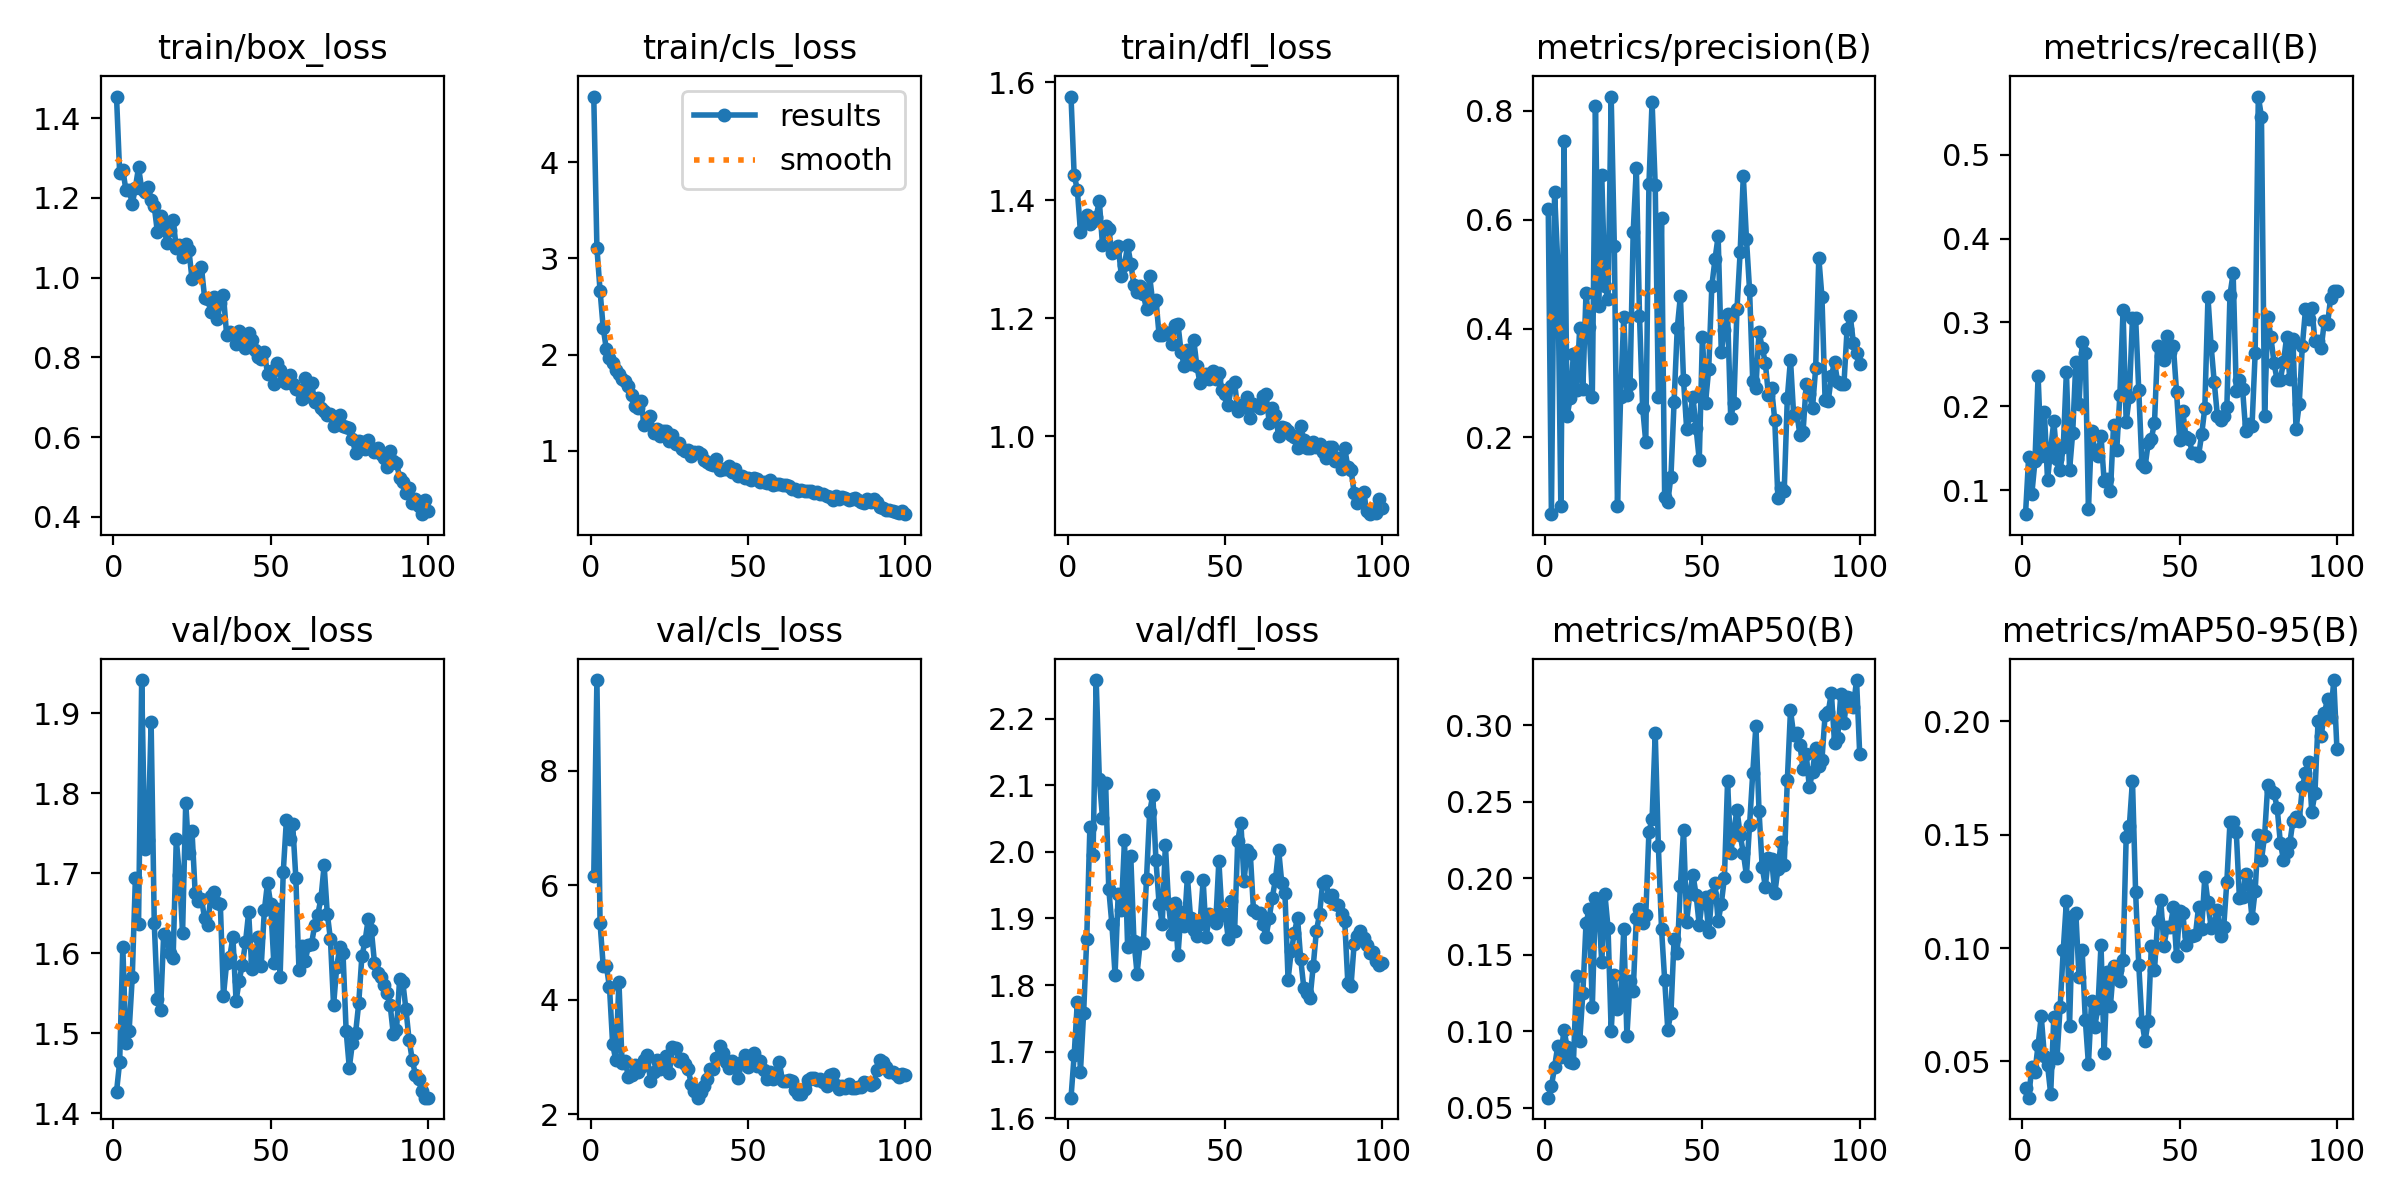 train/box_loss
1.4
1.2
1.0
0.8
0.6
0.4
0 50 100
train/cls_loss
results
smooth
4
3
2
1
0 50 100
train/dfl_loss
1.6
1.4
1.2
1.0
0 50 100
metrics/precision(B)
0.8
0.6
0.4
0.2
0 50 100
metrics/recall(B)
0.5
0.4
0.3
0.2
0.1
0 50 100
val/box_loss
1.9
1.8
1.7
1.6
1.5
1.4
0 50 100
val/cls_loss
8
6
4
2
0 50 100
val/dfl_loss
2.2
2.1
2.0
1.9
1.8
1.7
1.6
0 50 100
metrics/mAP50(B)
0.30
0.25
0.20
0.15
0.10
0.05
0 50 100
metrics/mAP50-95(B)
0.20
0.15
0.10
0.05
0 50 100